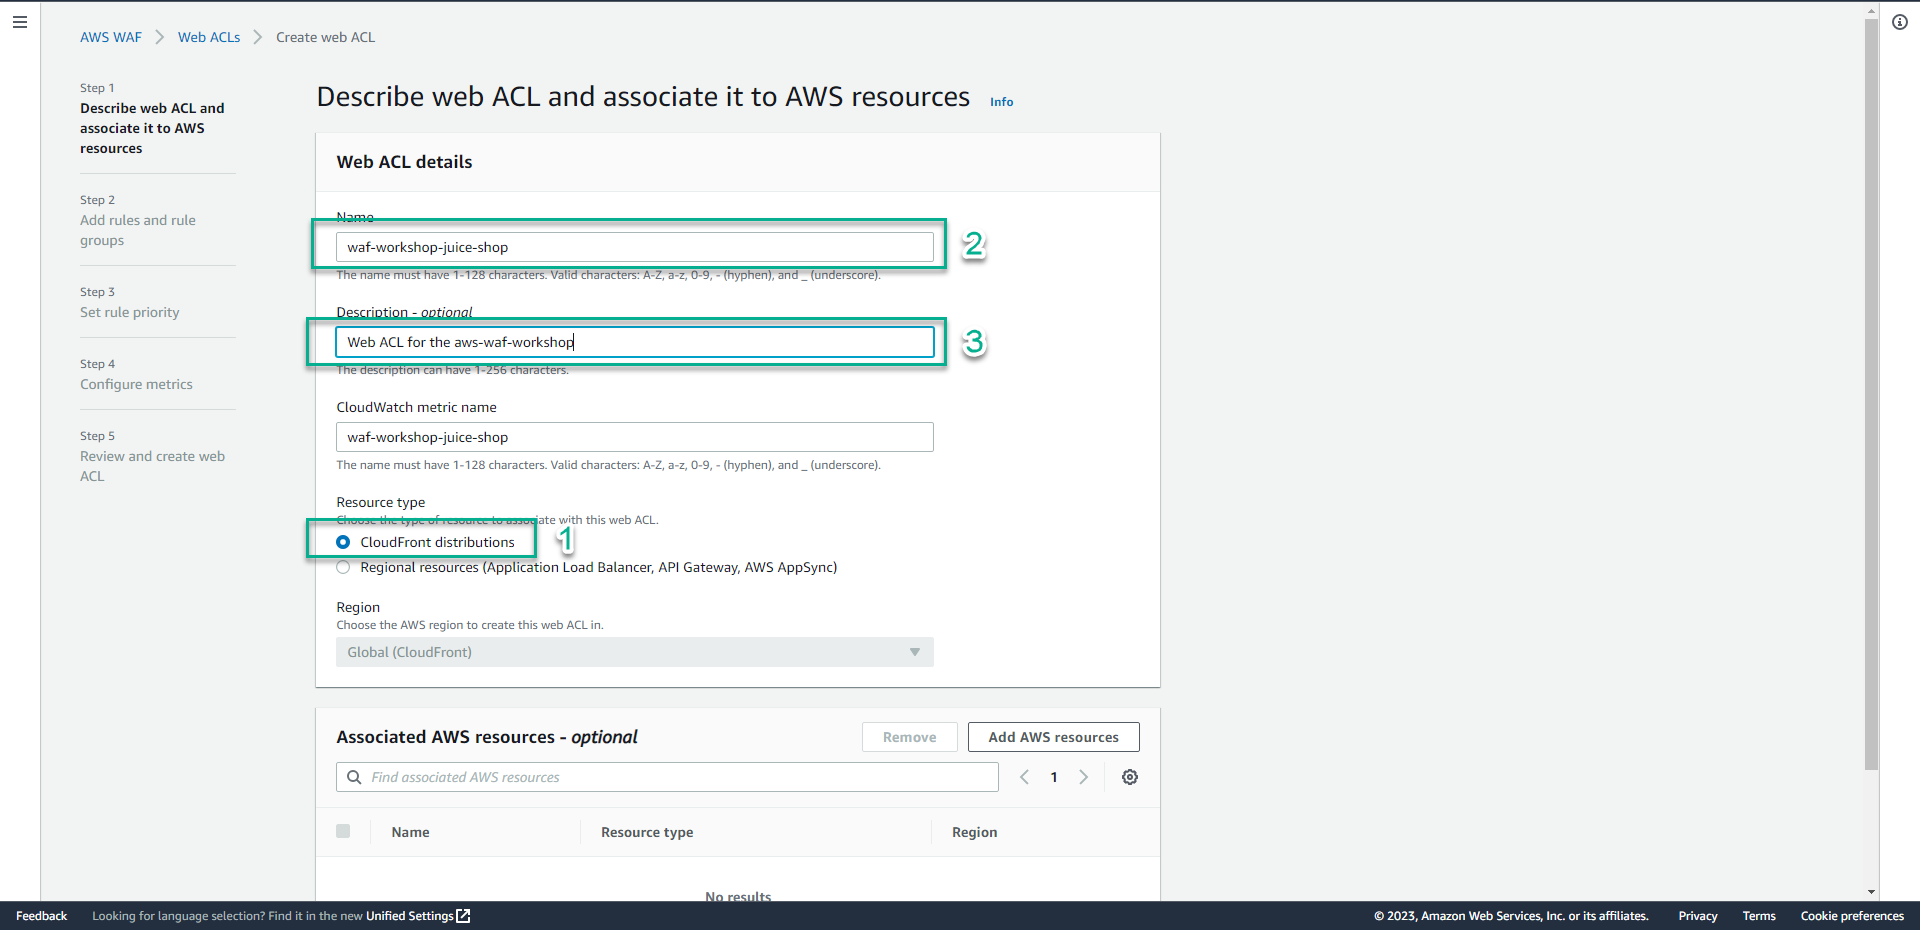 AWS WAF > Web ACLs > Create web ACL
Step 1
Describe web ACL and
associate it to AWS
resources
Step 2
Add rules and rule
groups
Step 3
Set rule priority
Step 4
Configure metrics
Step 5
Review and create web
ACL
Describe web ACL and associate it to AWS resources Info
Web ACL details
Name
waf-workshop-juice-shop
2
The name must have 1-128 characters. Valid characters: A-Z, a-z, 0-9, - (hyphen), and _ (underscore).
Description - optional
Web ACL for the aws-waf-workshop
3
The description can have 1-256 characters.
CloudWatch metric name
waf-workshop-juice-shop
The name must have 1-128 characters. Valid characters: A-Z, a-z, 0-9, - (hyphen), and _ (underscore).
Resource type
Choose the type of resource to associate with this web ACL.
CloudFront distributions
1
Regional resources (Application Load Balancer, API Gateway, AWS AppSync)
Region
Choose the AWS region to create this web ACL in.
Global (CloudFront)
Associated AWS resources - optional
Remove
Add AWS resources
Find associated AWS resources
1
Name Resource type Region
No results
Feedback Looking for language selection? Find it in the new Unified Settings
© 2023, Amazon Web Services, Inc. or its affiliates. Privacy Terms Cookie preferences